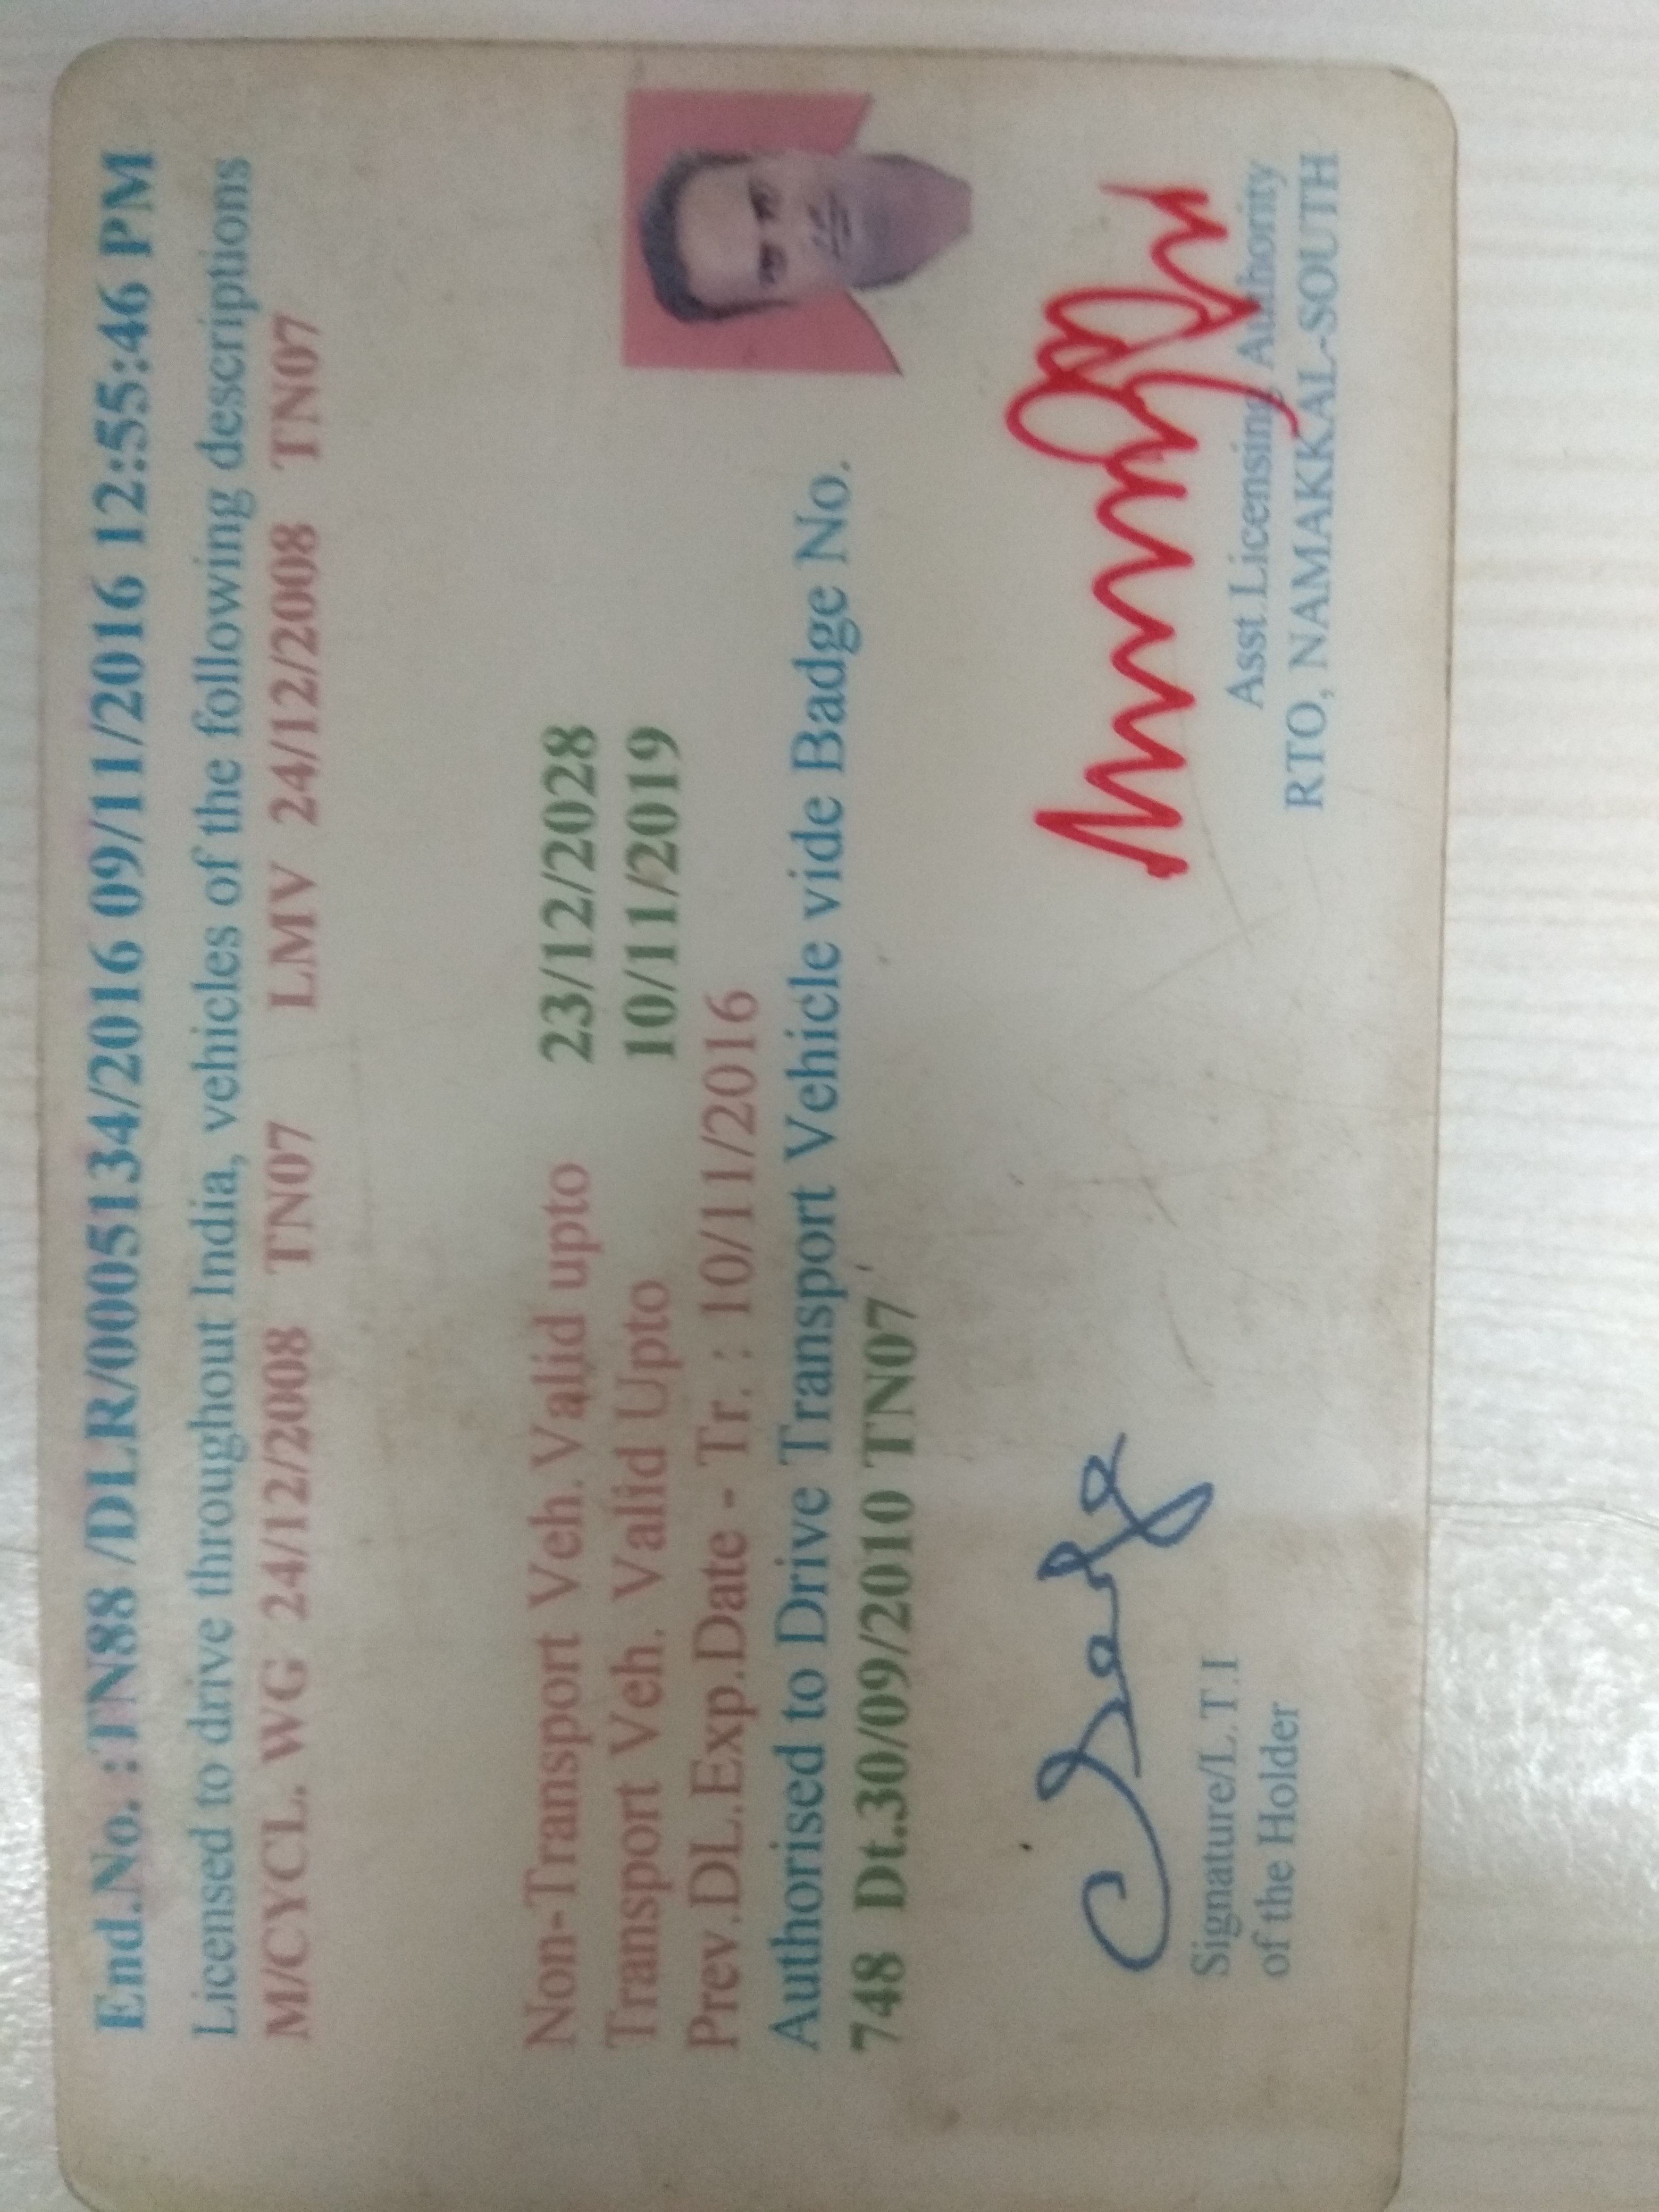 End.No. :TN88 /DLR/0005134/2016 09/11/2016 12:55:46 PM
Licensed to drive throughout India, vehicles of the following descriptions
M/CYCL. WG 24/12/2008 TN07 LMV 24/12/2008 TN07
Non-Transport Veh.Valid upto 23/12/2028
Transport Veh. Valid Upto 10/11/2019
Prev.DL.Exp.Date - Tr. : 10/11/2016
Authorised to Drive Transport Vehicle vide Badge No.
748 Dt.30/09/2010 TN07
Signature/L.T.I
of the Holder
Asst.Licensing Authority
RTO, NAMAKKAL-SOUTH